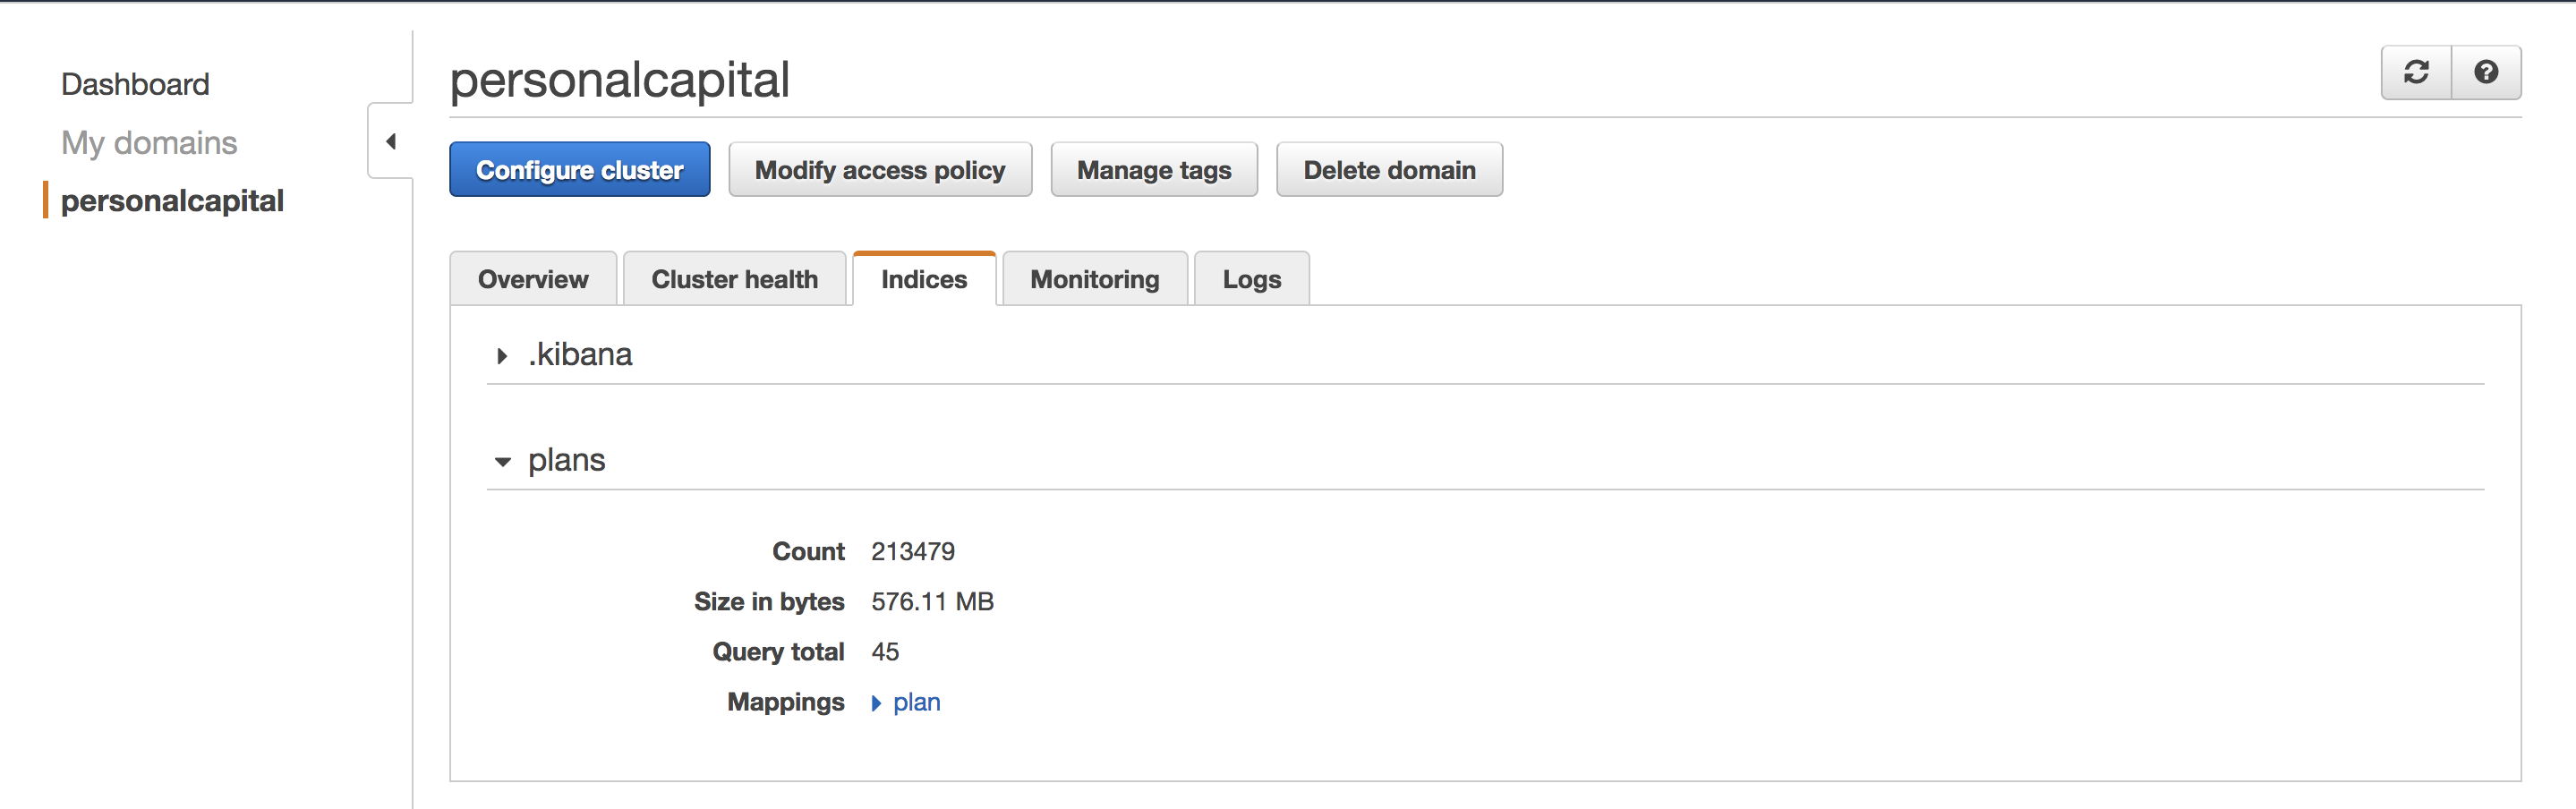 Dashboard
My domains
personalcapital
personalcapital
Configure cluster Modify access policy Manage tags Delete domain
Overview Cluster health Indices Monitoring Logs
.kibana
plans
Count 213479
Size in bytes 576.11 MB
Query total 45
Mappings plan